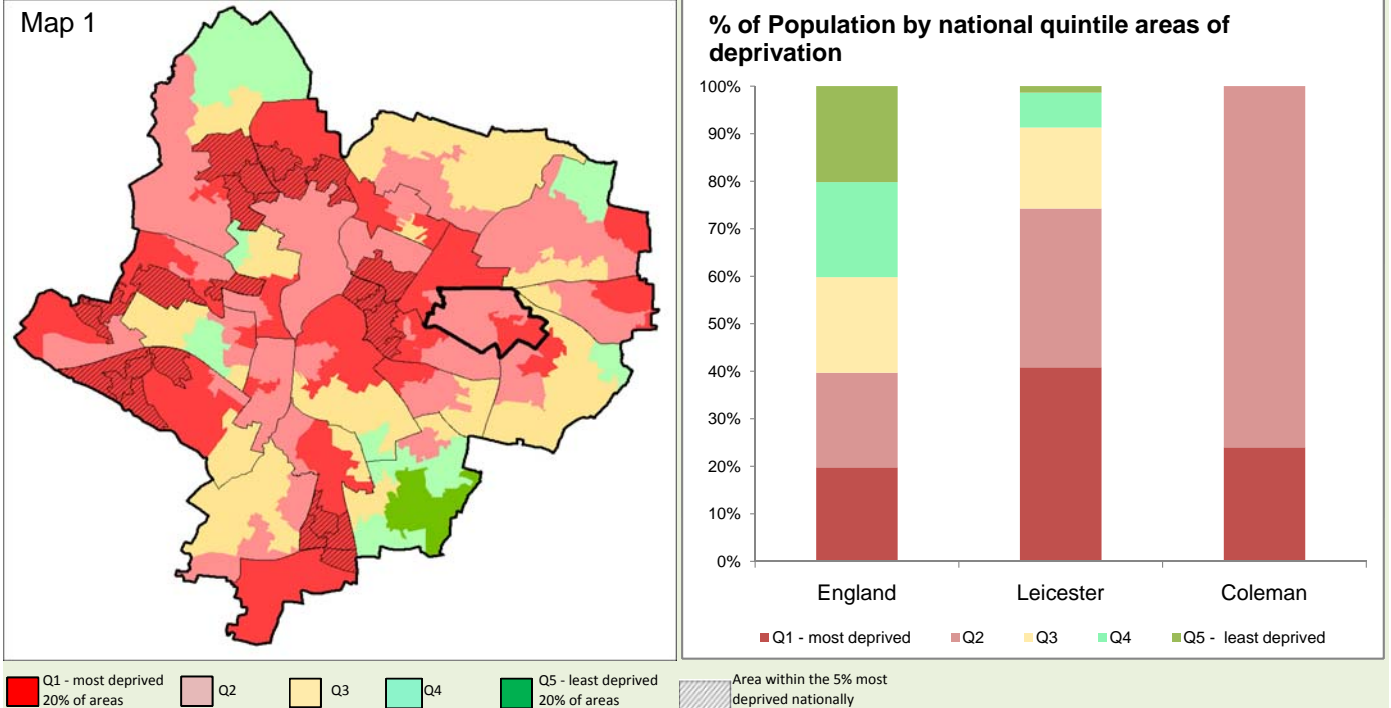 Map 1
% of Population by national quintile areas of
deprivation
100%
90%
80%
70%
60%
50%
40%
30%
20%
10%
0%
England Leicester Coleman
Q1 - most deprived Q2 Q3 Q4 Q5 - least deprived
Q1 - most deprived
20% of areas
Q2
Q3
Q4
Q5 - least deprived
20% of areas
Area within the 5% most
deprived nationally